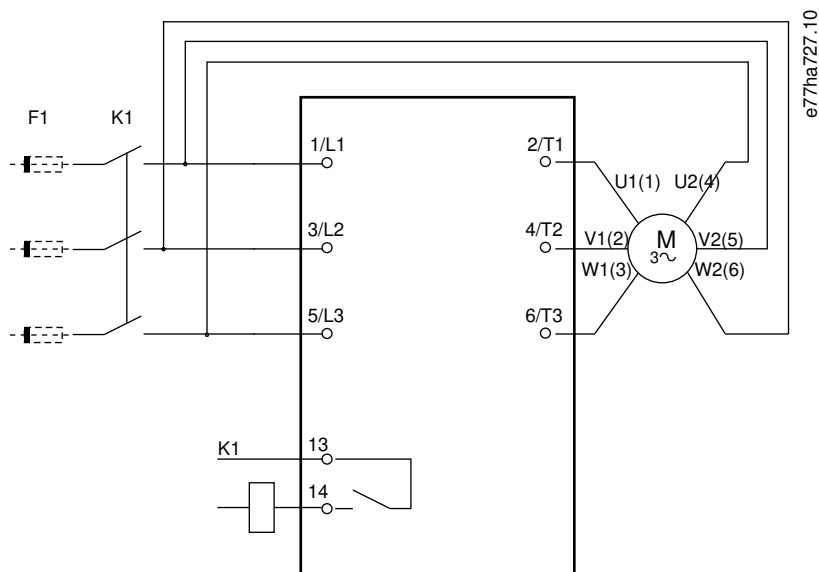 e77ha727.10
F1
K1
1/L1
2/T1
U1(1)
U2(4)
3/L2
4/T2
V1(2)
M
3~
V2(5)
W1(3)
W2(6)
5/L3
6/T3
K1
13
14